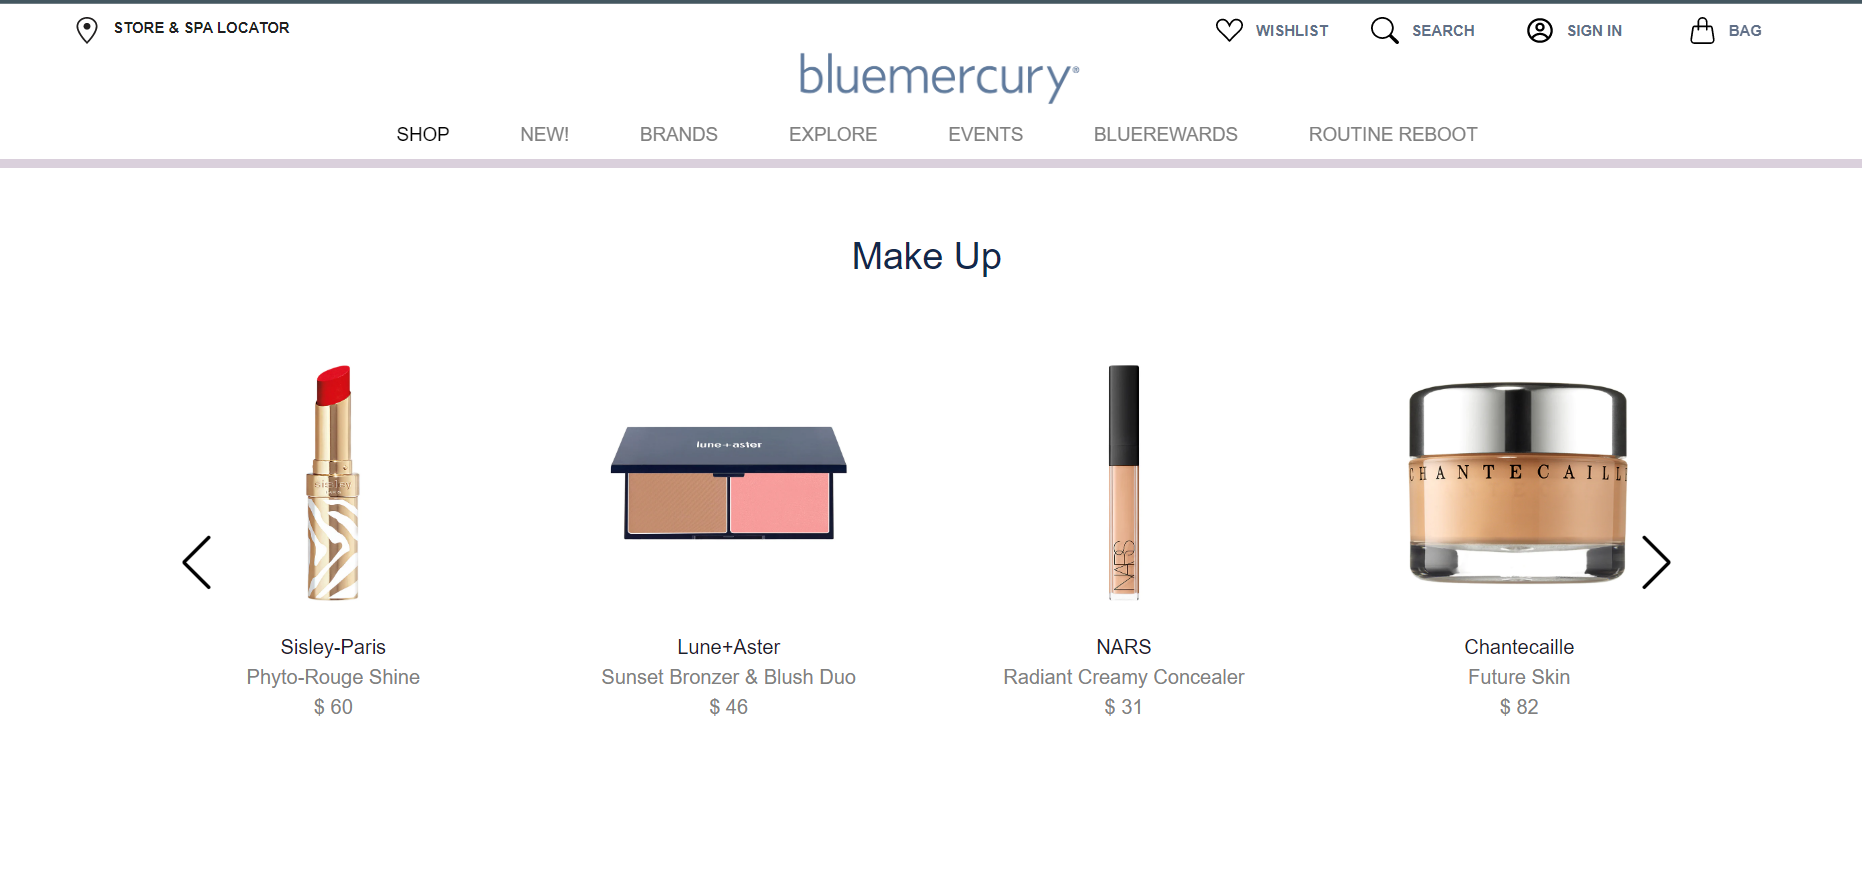 STORE & SPA LOCATOR
WISHLIST
SEARCH
SIGN IN
BAG
bluemercury®
SHOP
NEW!
BRANDS
EXPLORE
EVENTS
BLUEREWARDS
ROUTINE REBOOT
Make Up
sisley
PARIS
lune+aster
NARS
CHANTECAILLE
Sisley-Paris
Phyto-Rouge Shine
$ 60
Lune+Aster
Sunset Bronzer & Blush Duo
$ 46
NARS
Radiant Creamy Concealer
$ 31
Chantecaille
Future Skin
$ 82